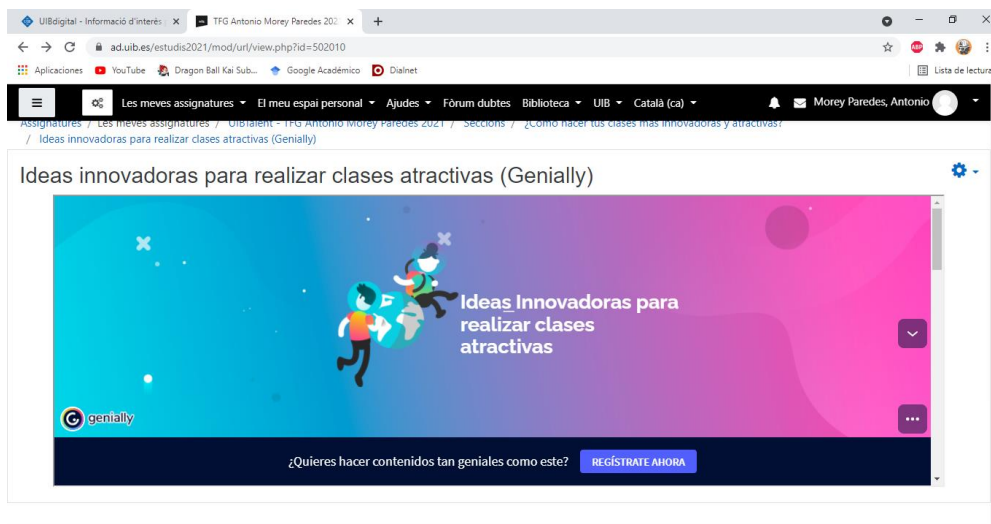 UIBdigital - Informació d'interès
TFG Antonio Morey Paredes 202
ad.uib.es/estudis2021/mod/url/view.php?id=502010
Aplicaciones YouTube Dragon Ball Kai Sub... Google Académico Dialnet Lista de lectura
Les meves assignatures El meu espai personal Ajudes Fòrum dubtes Biblioteca UIB Català (ca) Morey Paredes, Antonio
Assignatures / Les meves assignatures / UIBTalent - TFG Antonio Morey Paredes 2021 / Seccions / ¿Cómo hacer tus clases más innovadoras y atractivas?
/ Ideas innovadoras para realizar clases atractivas (Genially)
Ideas innovadoras para realizar clases atractivas (Genially)
Ideas Innovadoras para
realizar clases
atractivas
genially
¿Quieres hacer contenidos tan geniales como este? REGÍSTRATE AHORA